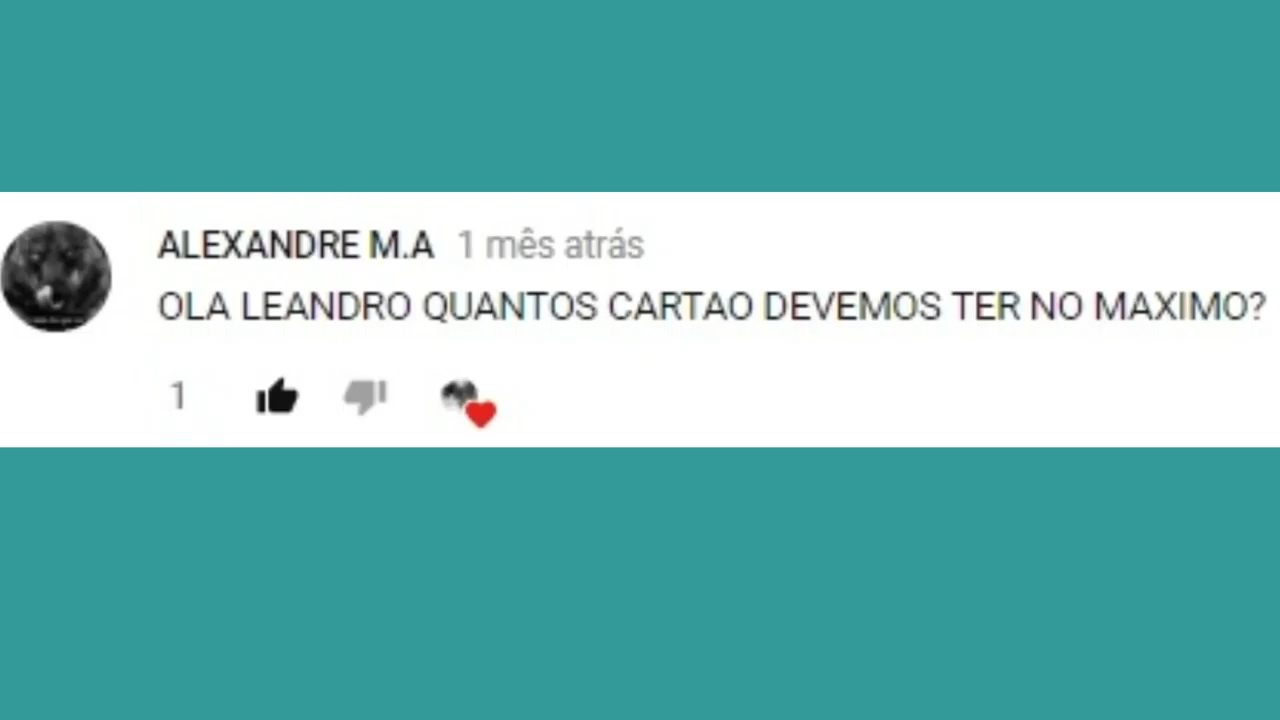 ALEXANDRE M.A 1 mês atrás
OLA LEANDRO QUANTOS CARTAO DEVEMOS TER NO MAXIMO?
1